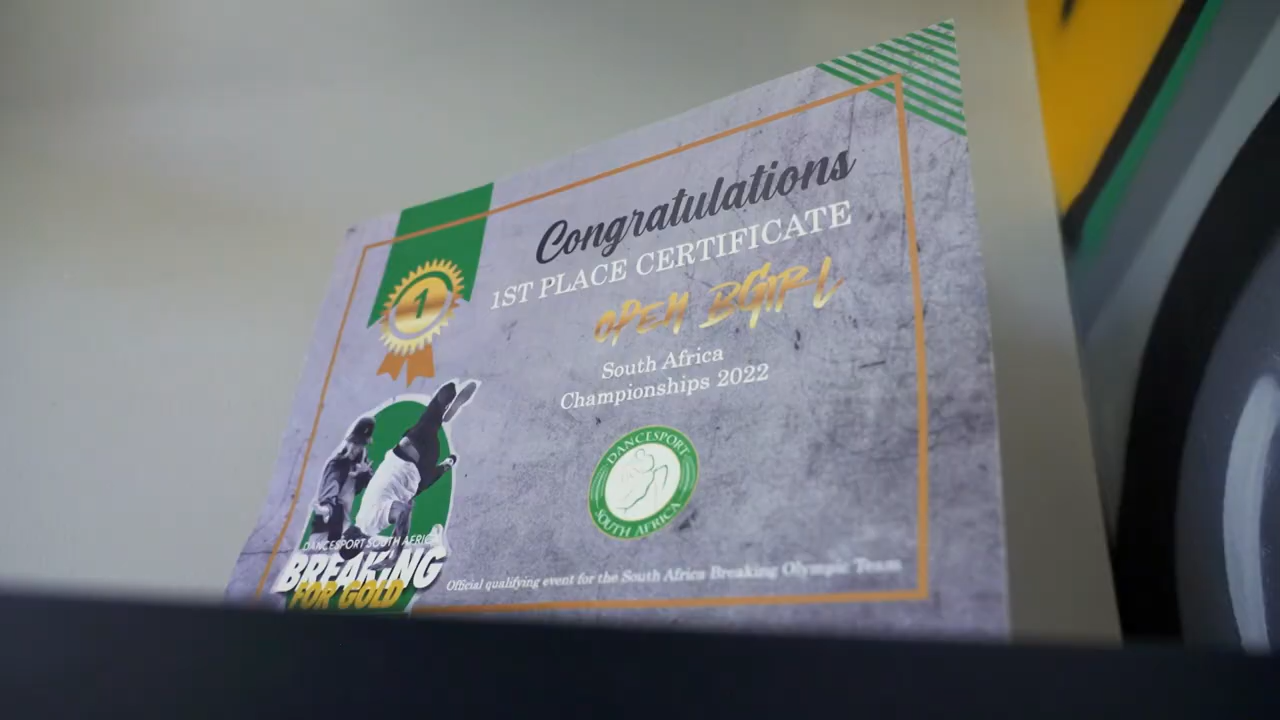 Congratulations
1ST PLACE CERTIFICATE
OPEN BGIRL
South Africa
Championships 2022
1
DANCESPORT
SOUTH AFRICA
DANCESPORT SOUTH AFRICA
BREAKING
FOR GOLD
Official qualifying event for the South Africa Breaking Olympic Team